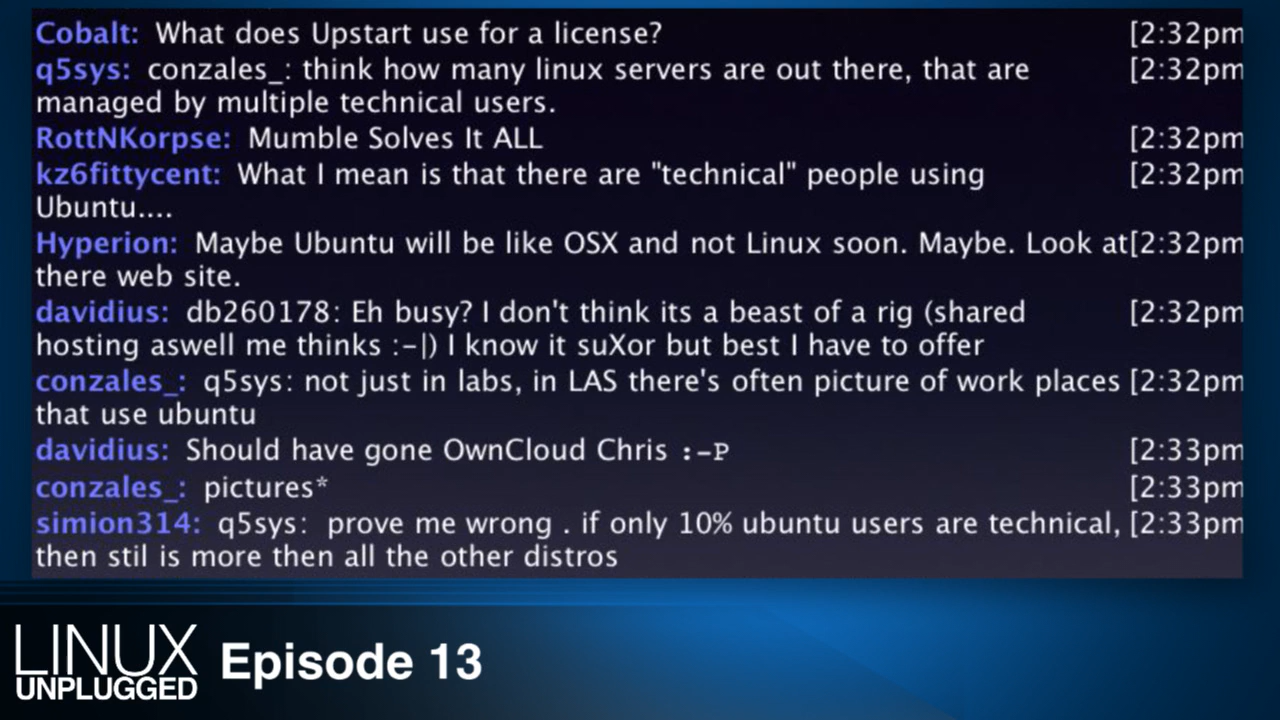 Cobalt: What does Upstart use for a license? [2:32pm
q5sys: conzales_: think how many linux servers are out there, that are [2:32pm
managed by multiple technical users.
RottNKorpse: Mumble Solves It ALL [2:32pm
kz6fittycent: What I mean is that there are "technical" people using [2:32pm
Ubuntu....
Hyperion: Maybe Ubuntu will be like OSX and not Linux soon. Maybe. Look at[2:32pm
there web site.
davidius: db260178: Eh busy? I don't think its a beast of a rig (shared [2:32pm
hosting aswell me thinks :-|) I know it suXor but best I have to offer
conzales_: q5sys: not just in labs, in LAS there's often picture of work places [2:32pm
that use ubuntu
davidius: Should have gone OwnCloud Chris :-P [2:33pm
conzales_: pictures* [2:33pm
simion314: q5sys: prove me wrong . if only 10% ubuntu users are technical, [2:33pm
then stil is more then all the other distros
LINUX
UNPLUGGED
Episode 13